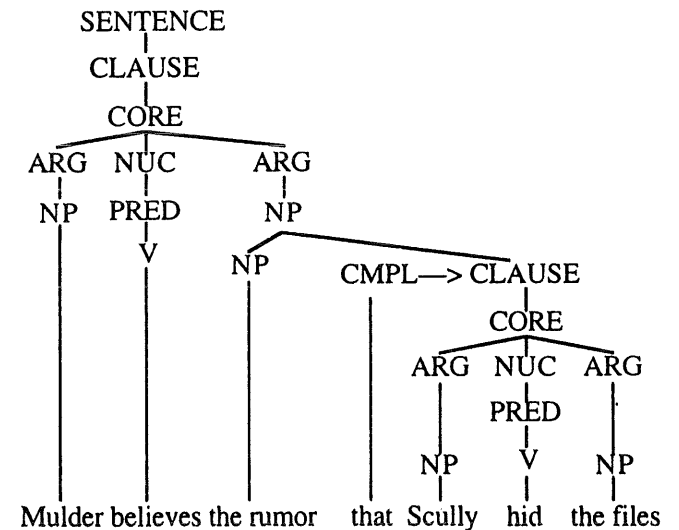 SENTENCE
CLAUSE
CORE
ARG NUC ARG
NP PRED NP
V
NP CMPL—> CLAUSE
CORE
ARG NUC ARG
PRED
NP V NP
Mulder believes the rumor that Scully hid the files